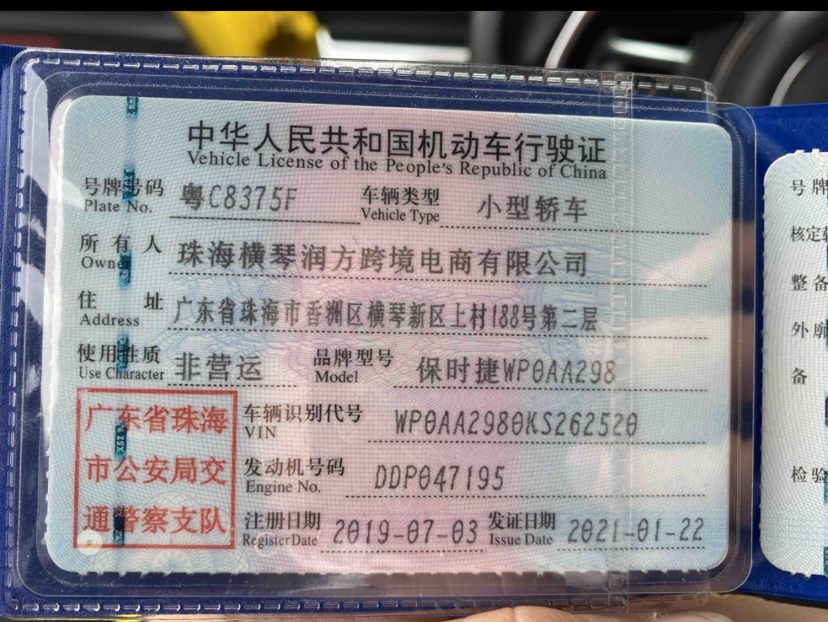 中华人民共和国机动车行驶证
Vehicle License of the People's Republic of China
号牌号码 粤C8375F 车辆类型 小型轿车
Plate No. Vehicle Type
所有人 珠海横琴润方跨境电商有限公司
Owner
住址 广东省珠海市香洲区横琴新区上村188号第二层
Address
使用性质 非营运 品牌型号 保时捷WP0AA298
Use Character Model
广东省珠海
市公安局交
通警察支队
车辆识别代号 WP0AA2980KS262520
VIN
发动机号码 DDP047195
Engine No.
注册日期 2019-07-03 发证日期 2021-01-22
Register Date Issue Date
号牌
核定
整备
外廓
备
检验